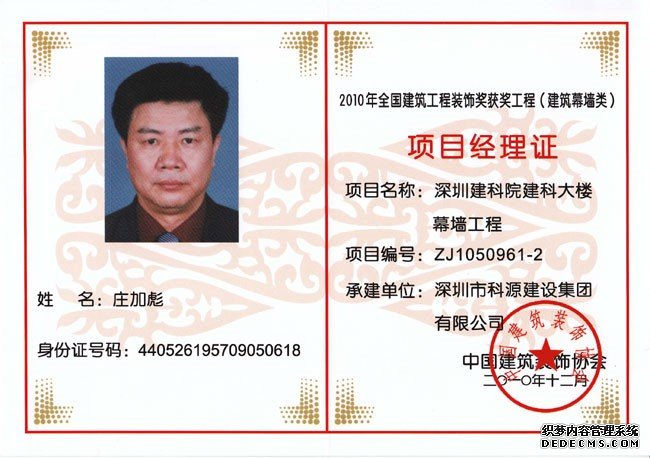 姓 名：庄加彪
身份证号码：440526195709050618
2010年全国建筑工程装饰奖获奖工程（建筑幕墙类）
项目经理证
项目名称：深圳建科院建科大楼
幕墙工程
项目编号：ZJ1050961-2
承建单位：深圳市科源建设集团
有限公司
中国建筑装饰协会
二〇一〇年十二月
中国建筑装饰协会
织梦内容管理系统
DEDECMS.COM